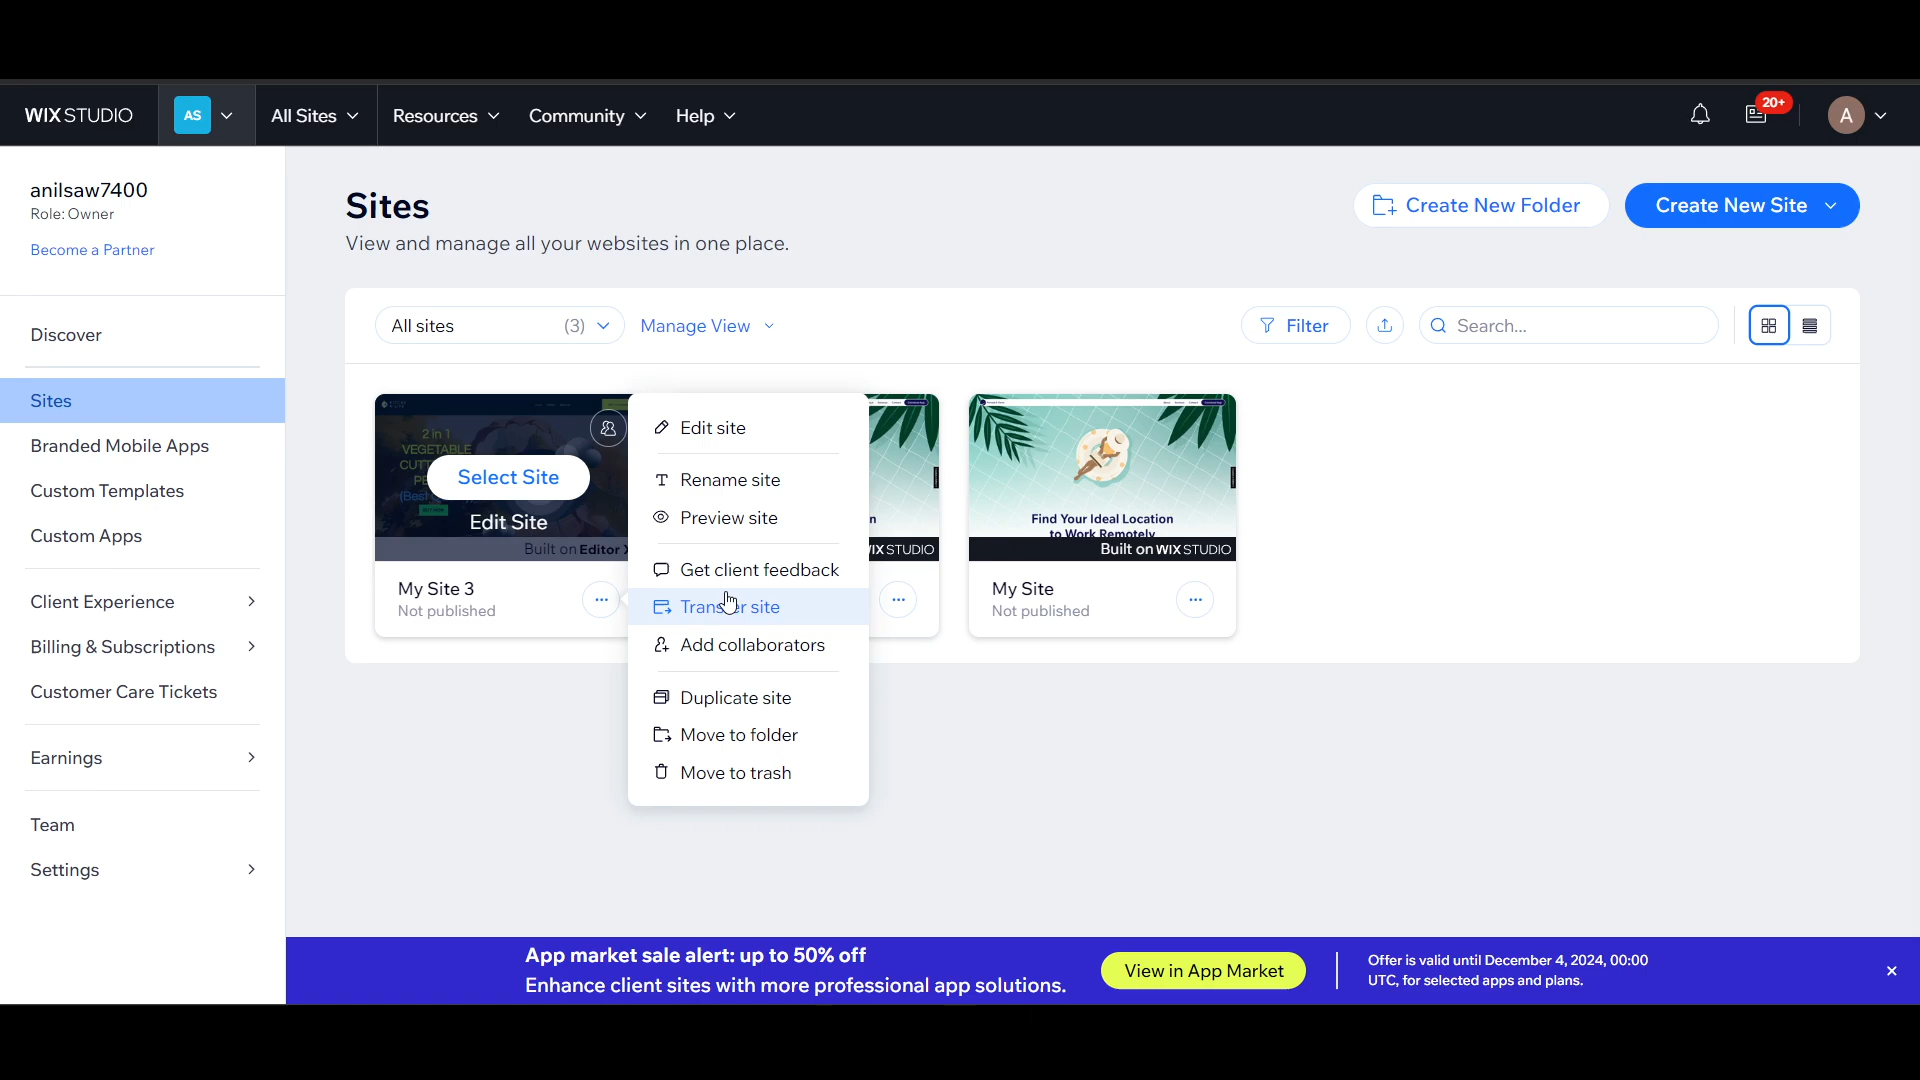 WIX STUDIO
AS
All Sites
Resources
Community
Help
20+
A
anilsaw7400
Role: Owner
Become a Partner
Discover
Sites
Branded Mobile Apps
Custom Templates
Custom Apps
Client Experience
Billing & Subscriptions
Customer Care Tickets
Earnings
Team
Settings
Sites
View and manage all your websites in one place.
Create New Folder
Create New Site
All sites (3)
Manage View
Filter
Search...
2 in 1
VEGETABLE
Select Site
Edit Site
Built on Editor X
My Site 3
Not published
Edit site
Rename site
Preview site
Get client feedback
Transfer site
Add collaborators
Duplicate site
Move to folder
Move to trash
WIX STUDIO
Find Your Ideal Location
to Work Remotely
Built on WIX STUDIO
My Site
Not published
App market sale alert: up to 50% off
Enhance client sites with more professional app solutions.
View in App Market
Offer is valid until December 4, 2024, 00:00
UTC, for selected apps and plans.